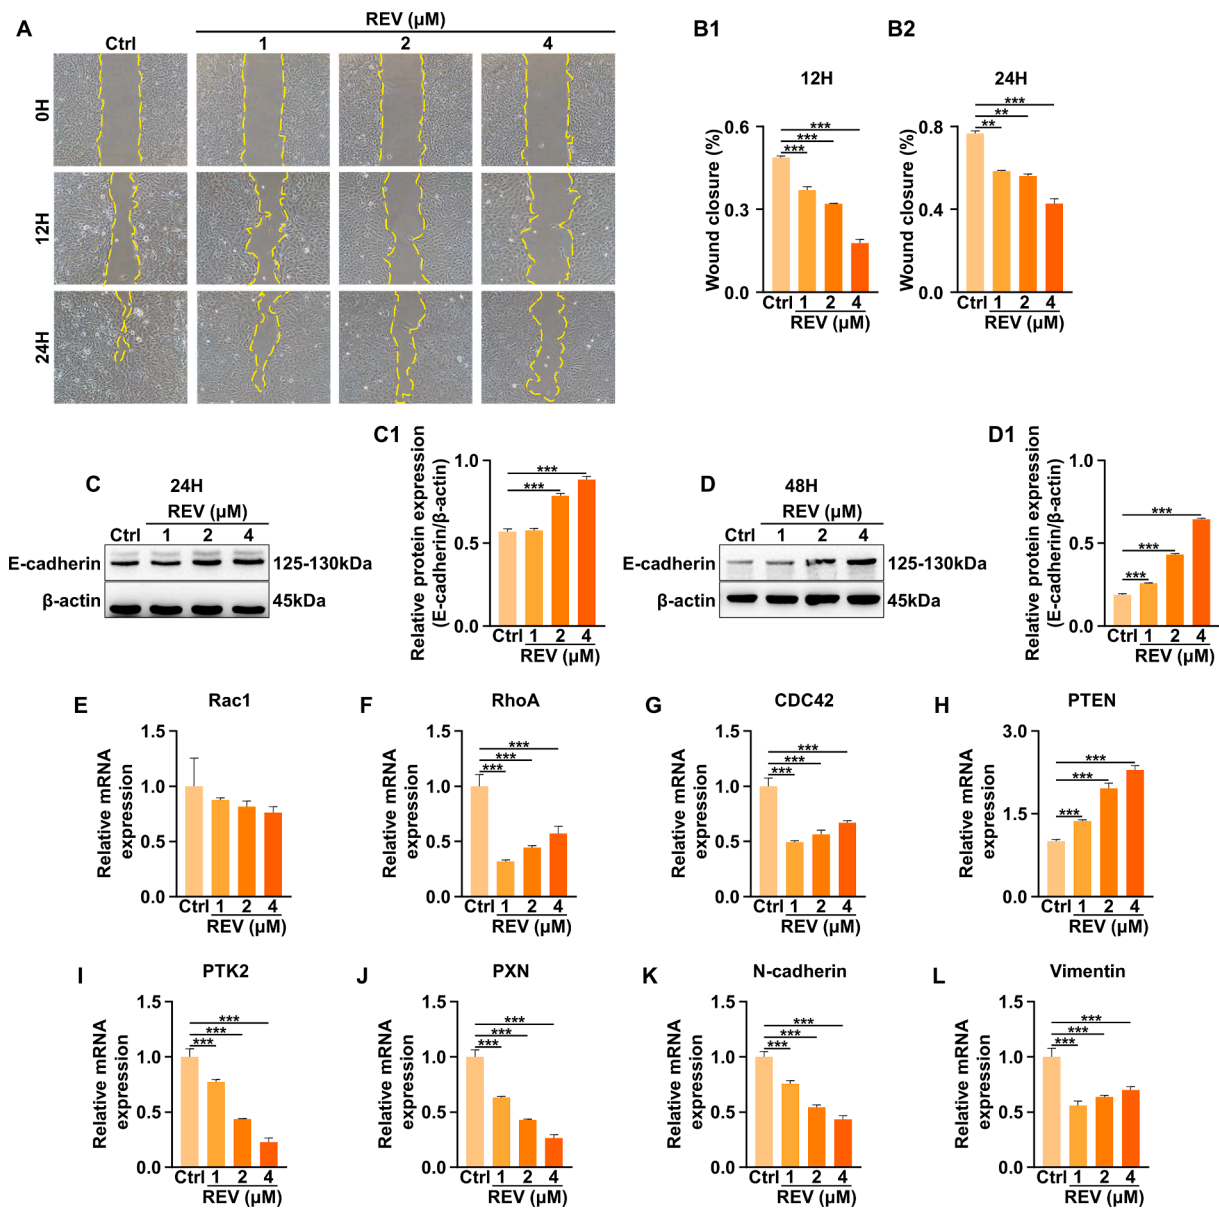 A
REV (µM)
Ctrl
1
2
4
0H
12H
24H
B1
12H
Wound closure (%)
0.6
0.3
0.0
***
***
***
Ctrl 1 2 4
REV (µM)
B2
24H
Wound closure (%)
0.8
0.4
0.0
***
**
**
Ctrl 1 2 4
REV (µM)
C
24H
REV (µM)
Ctrl 1 2 4
E-cadherin
125-130kDa
β-actin
45kDa
C1
Relative protein expression
(E-cadherin/β-actin)
1.0
0.5
0.0
***
***
Ctrl 1 2 4
REV (µM)
D
48H
REV (µM)
Ctrl 1 2 4
E-cadherin
125-130kDa
β-actin
45kDa
D1
Relative protein expression
(E-cadherin/β-actin)
1.0
0.5
0.0
***
***
***
Ctrl 1 2 4
REV (µM)
E
Rac1
Relative mRNA
expression
1.5
1.0
0.5
0.0
Ctrl 1 2 4
REV (µM)
F
RhoA
Relative mRNA
expression
1.5
1.0
0.5
0.0
***
***
***
Ctrl 1 2 4
REV (µM)
G
CDC42
Relative mRNA
expression
1.5
1.0
0.5
0.0
***
***
***
Ctrl 1 2 4
REV (µM)
H
PTEN
Relative mRNA
expression
3.0
1.5
0.0
***
***
***
Ctrl 1 2 4
REV (µM)
I
PTK2
Relative mRNA
expression
1.5
1.0
0.5
0.0
***
***
***
Ctrl 1 2 4
REV (µM)
J
PXN
Relative mRNA
expression
1.5
1.0
0.5
0.0
***
***
***
Ctrl 1 2 4
REV (µM)
K
N-cadherin
Relative mRNA
expression
1.5
1.0
0.5
0.0
***
***
***
Ctrl 1 2 4
REV (µM)
L
Vimentin
Relative mRNA
expression
1.5
1.0
0.5
0.0
***
***
***
Ctrl 1 2 4
REV (µM)